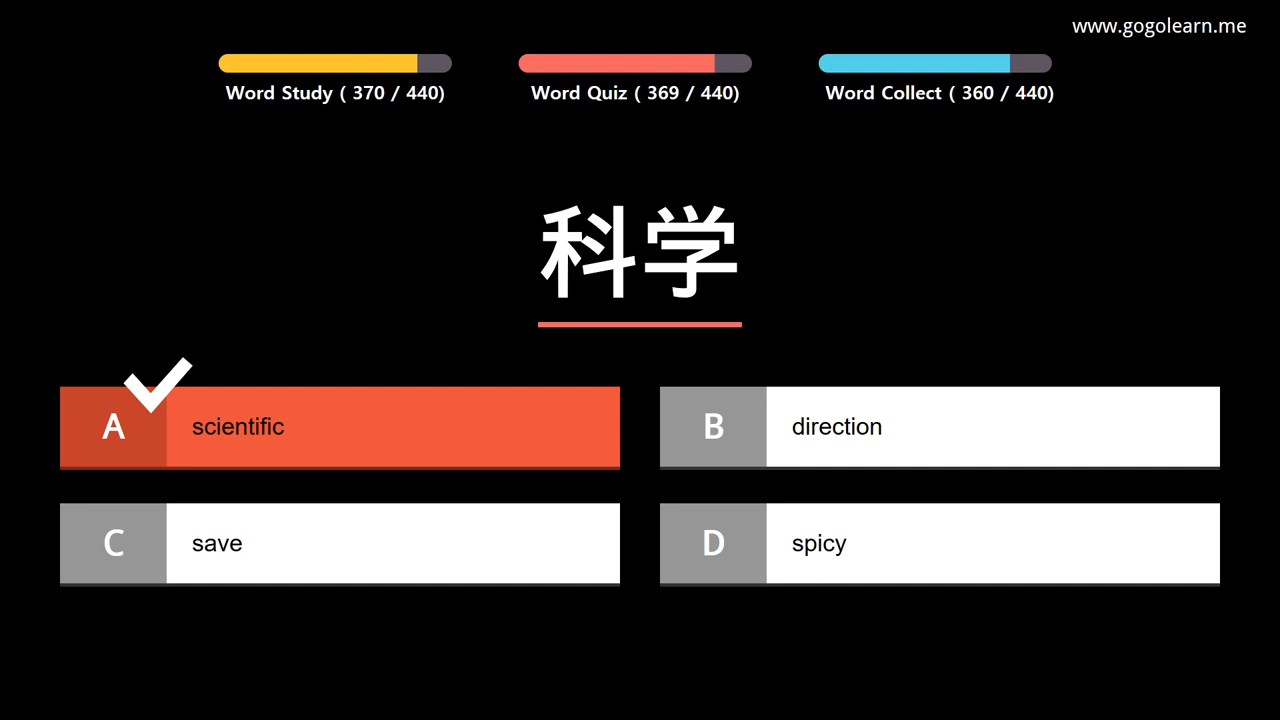 www.gogolearn.me
Word Study ( 370 / 440)
Word Quiz ( 369 / 440)
Word Collect ( 360 / 440)
科学
A scientific
B direction
C save
D spicy